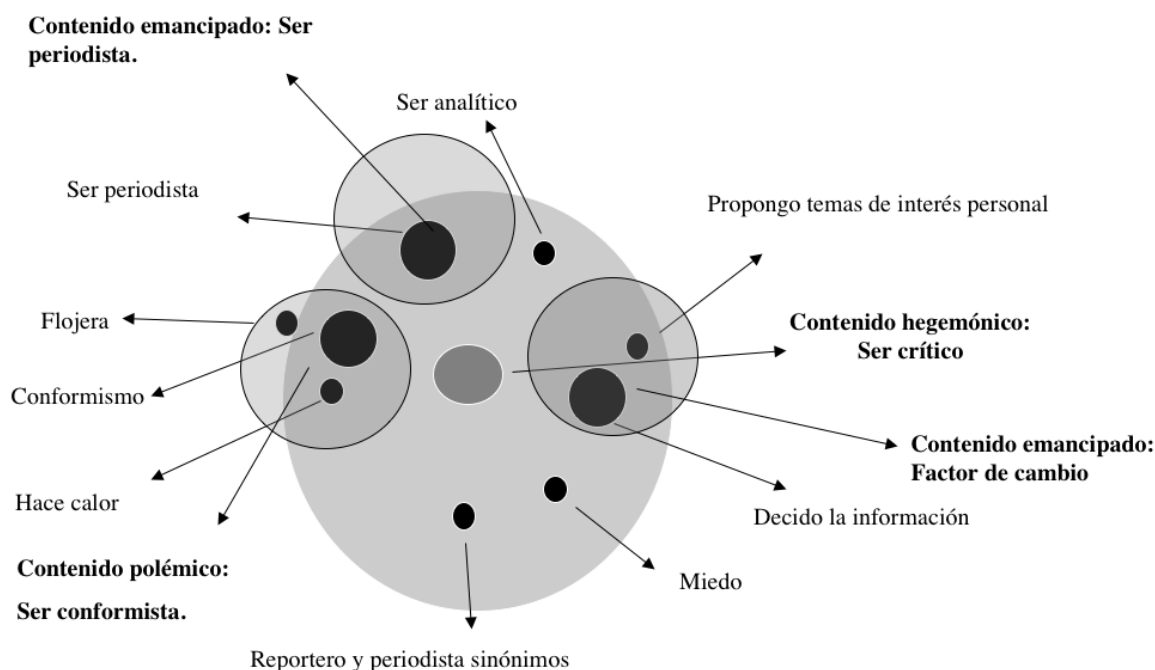 Contenido emancipado: Ser
periodista.
Ser analítico
Ser periodista
Propongo temas de interés personal
Flojera
Contenido hegemónico:
Ser crítico
Conformismo
Contenido emancipado:
Factor de cambio
Hace calor
Decido la información
Contenido polémico:
Ser conformista.
Miedo
Reportero y periodista sinónimos